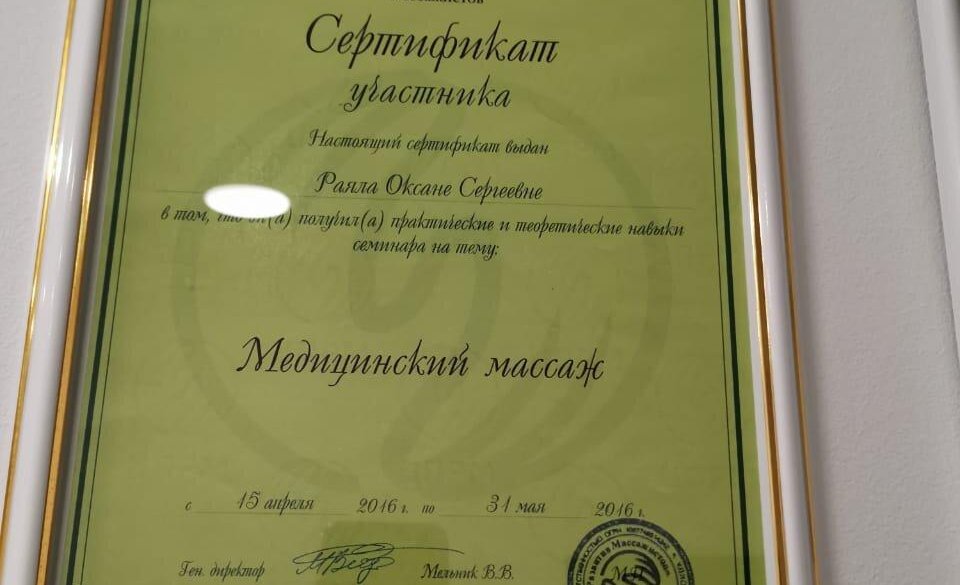 Сертификат
участника
Настоящий сертификат выдан
Раяла Оксане Сергеевне
в том, что он(а) получил(а) практические и теоретические навыки
семинара на тему:
Медицинский массаж
с 15 апреля 2016 г. по 31 мая 2016 г.
Ген. директор Мельник В.В. М.П.